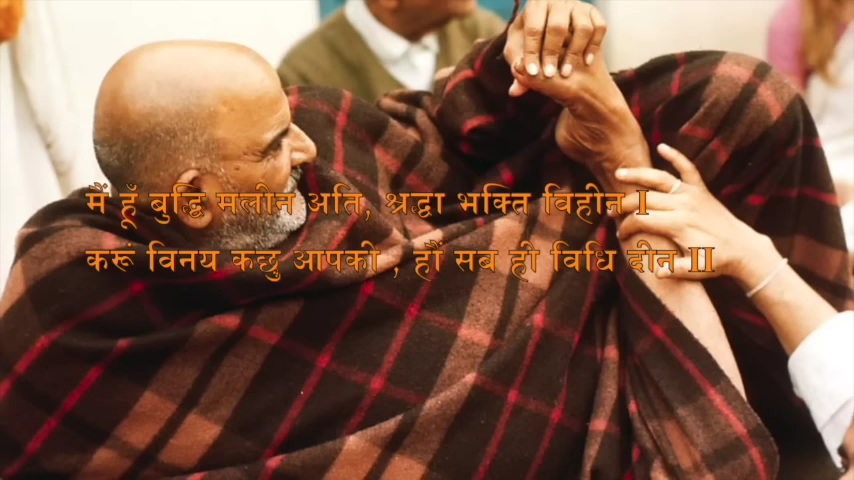 मैं हूँ बुद्धि मलीन अति, श्रद्धा भक्ति विहीन I
करूं विनय कछु आपकी , हौं सब ही विधि दीन II